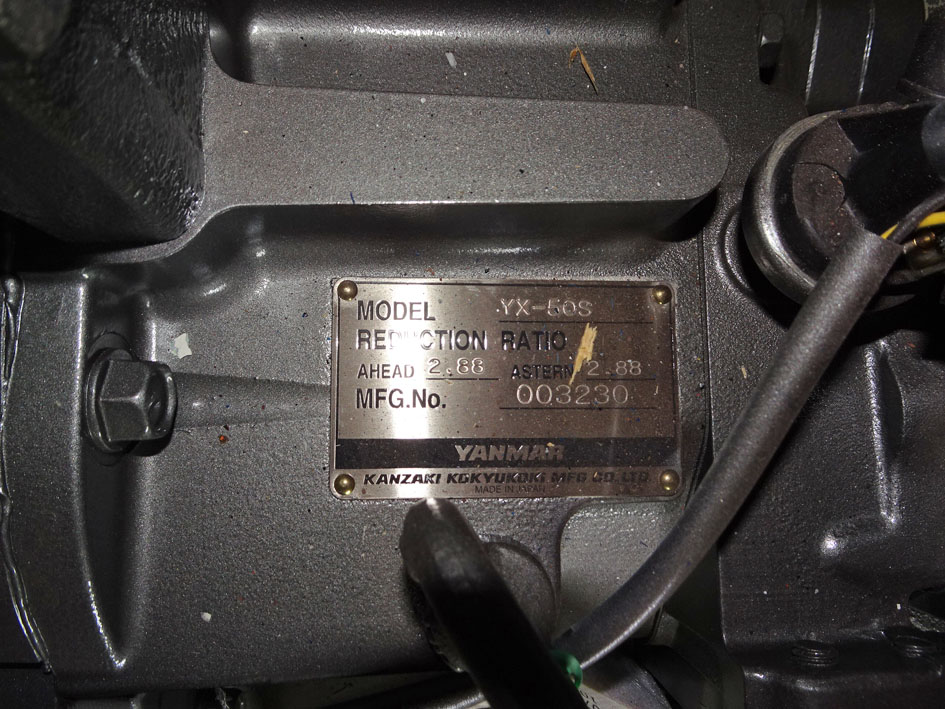 MODEL YX-50S
REDUCTION RATIO
AHEAD 2.88 ASTERN 2.88
MFG.No. 003230
YANMAR
KANZAKI KOKYUKOKI MFG CO.,LTD.
MADE IN JAPAN